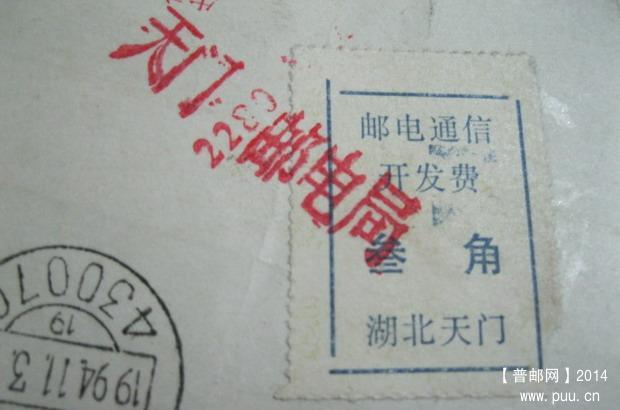 天门
2280
邮电局
邮电通信
开发费
叁 角
湖北天门
430070
19
1994.11.3
【普邮网】2014
www.puu.cn